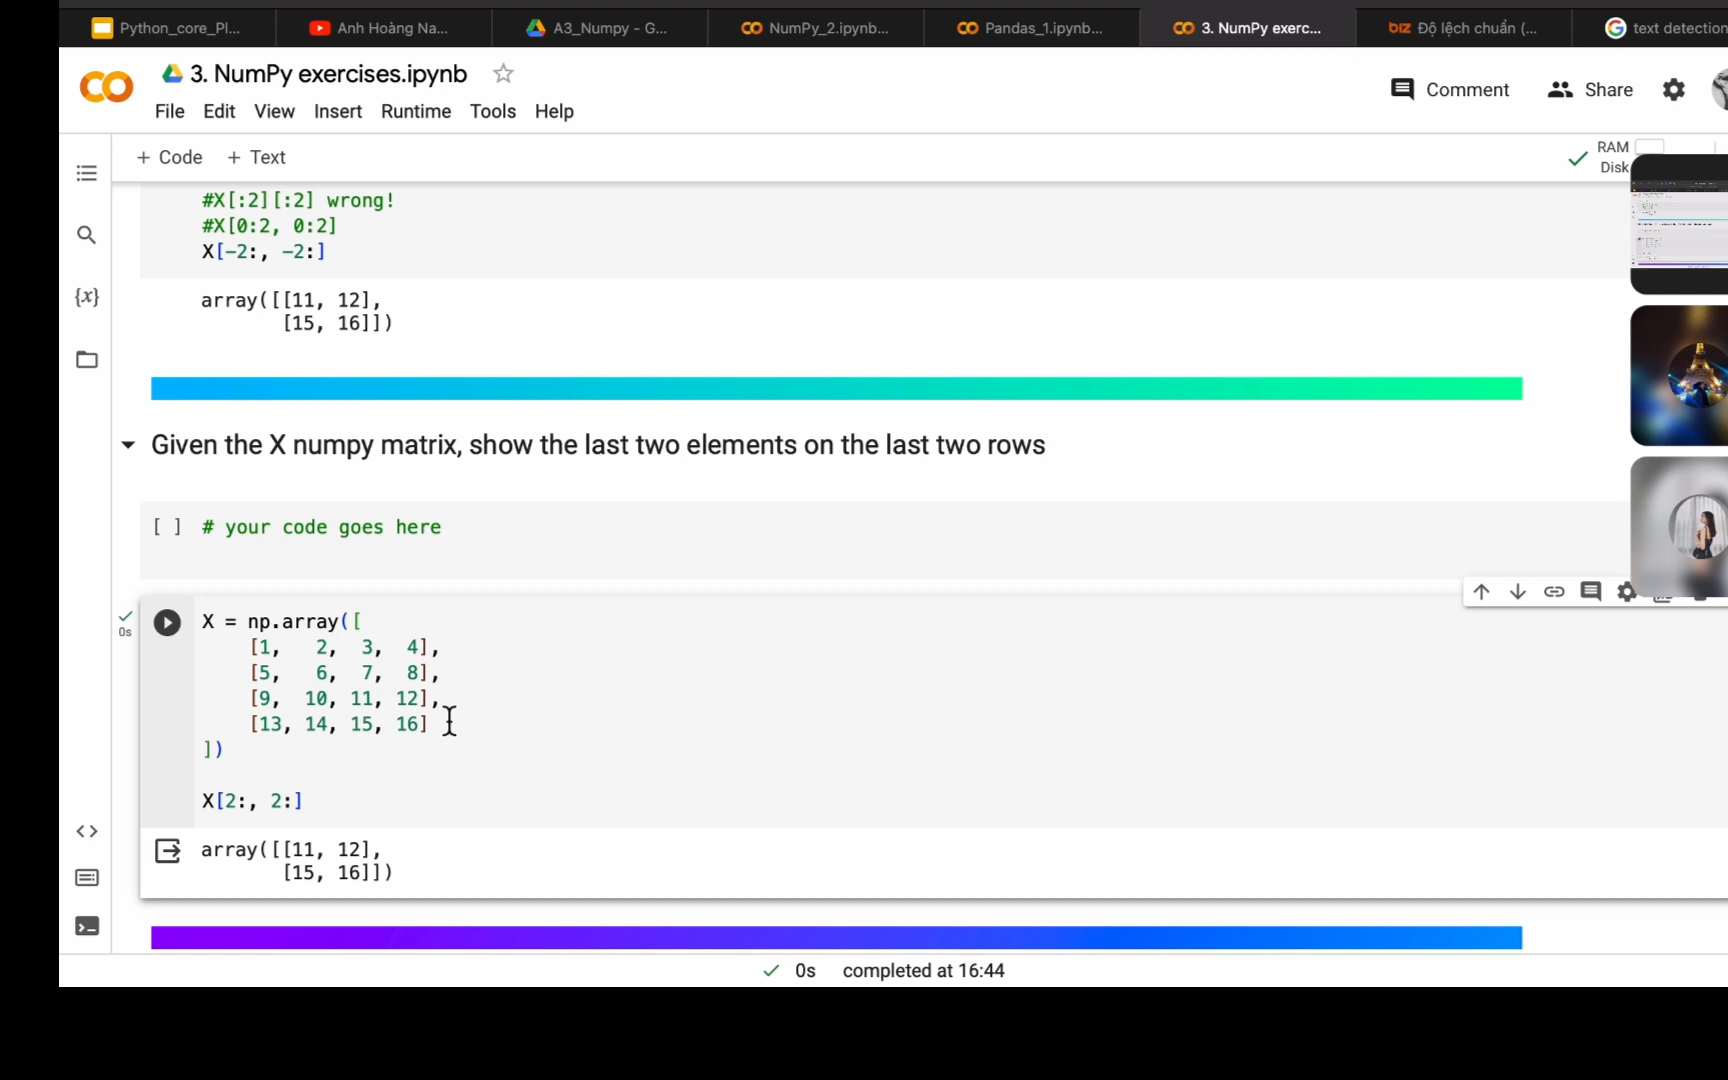 Python_core_Pl...
Anh Hoàng Na...
A3_Numpy - G...
NumPy_2.ipynb...
Pandas_1.ipynb...
3. NumPy exerc...
biz Độ lệch chuẩn (...
text detection
3. NumPy exercises.ipynb
Comment
Share
File Edit View Insert Runtime Tools Help
+ Code + Text
RAM
Disk
#X[:2][:2] wrong!
#X[0:2, 0:2]
X[-2:, -2:]
array([[11, 12],
[15, 16]])
Given the X numpy matrix, show the last two elements on the last two rows
[ ] # your code goes here
0s
X = np.array([
[1, 2, 3, 4],
[5, 6, 7, 8],
[9, 10, 11, 12],
[13, 14, 15, 16]
])
X[2:, 2:]
array([[11, 12],
[15, 16]])
0s completed at 16:44